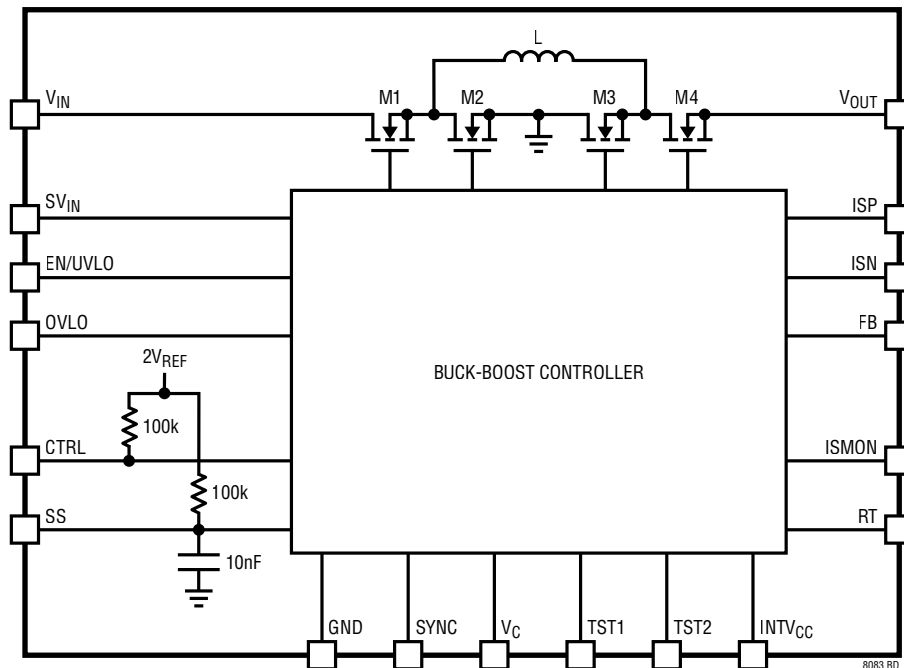 L
V_IN
M1
M2
M3
M4
V_OUT
SV_IN
ISP
EN/UVLO
ISN
OVLO
FB
2V_REF
BUCK-BOOST CONTROLLER
100k
CTRL
ISMON
100k
SS
RT
10nF
GND
SYNC
V_C
TST1
TST2
INTV_CC
8083 BD